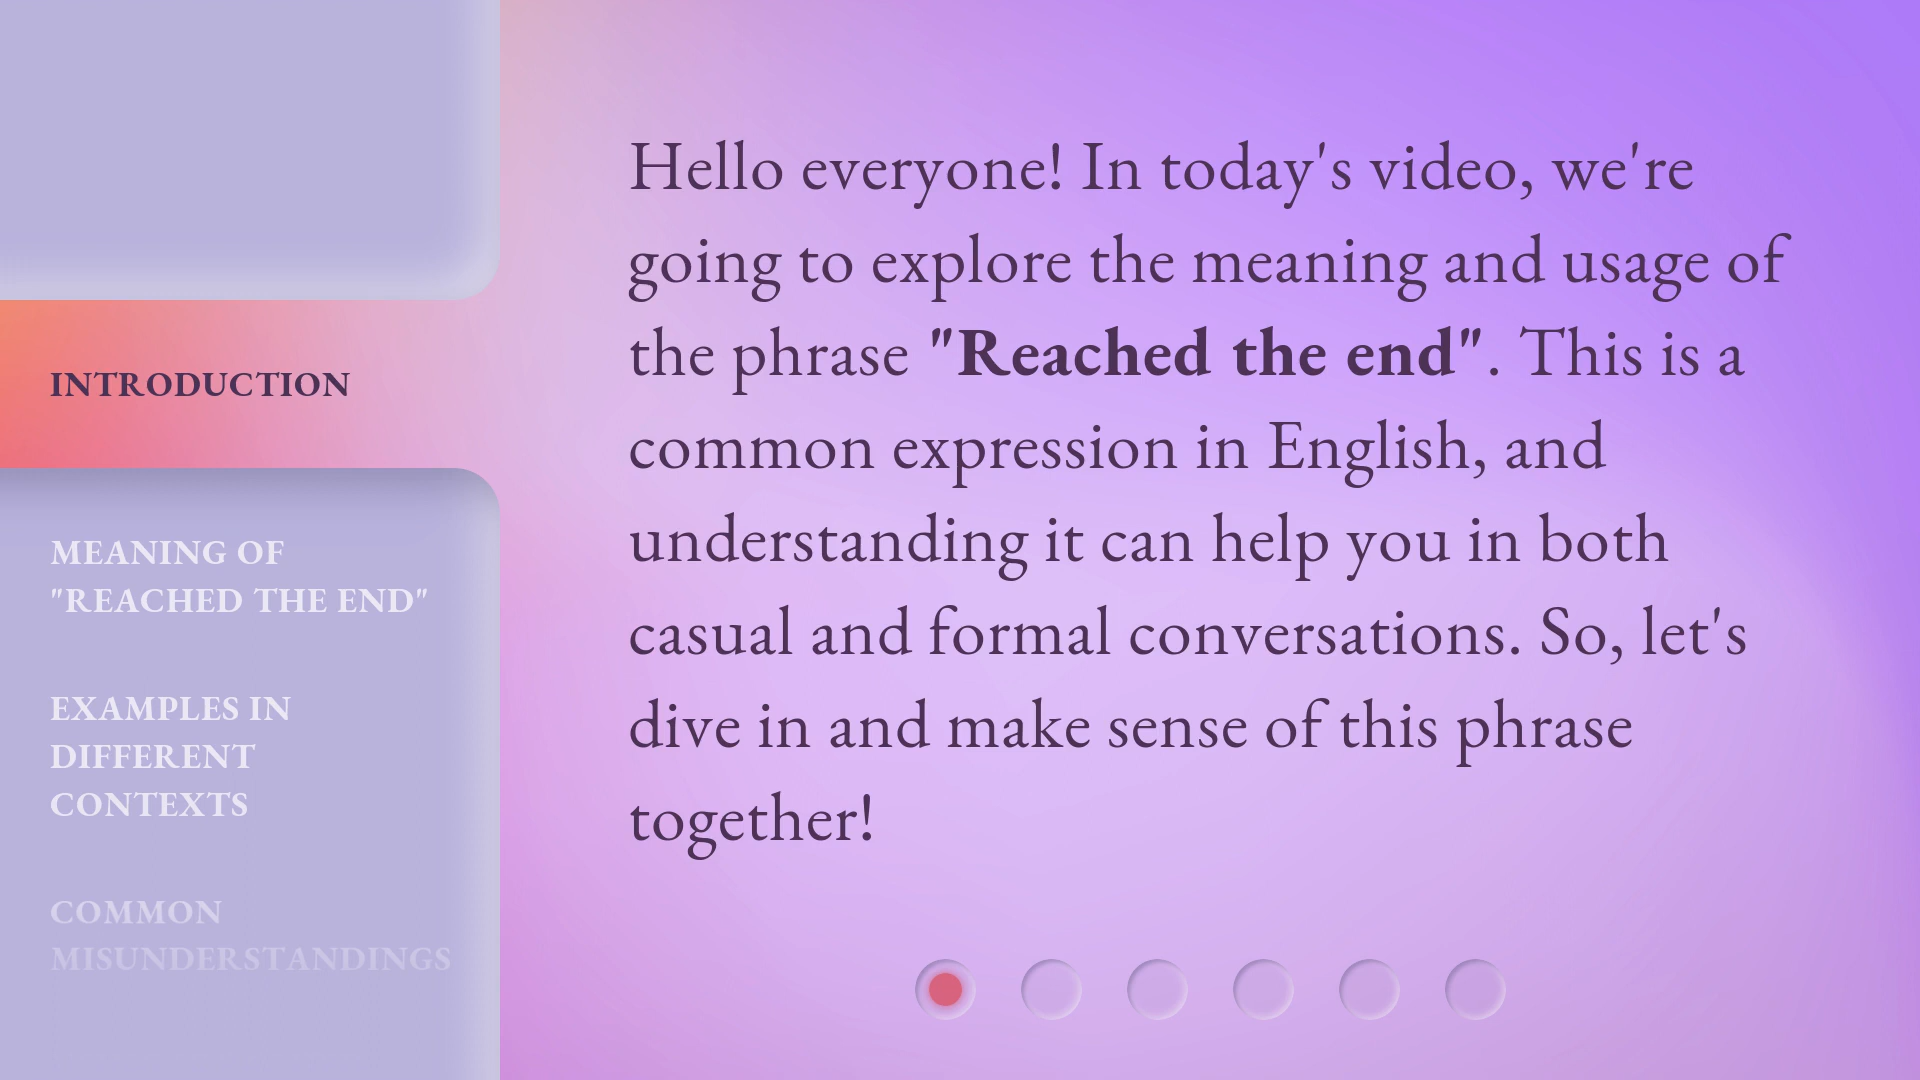 INTRODUCTION
MEANING OF
"REACHED THE END"
EXAMPLES IN
DIFFERENT
CONTEXTS
COMMON
MISUNDERSTANDINGS
Hello everyone! In today's video, we're
going to explore the meaning and usage of
the phrase "Reached the end". This is a
common expression in English, and
understanding it can help you in both
casual and formal conversations. So, let's
dive in and make sense of this phrase
together!